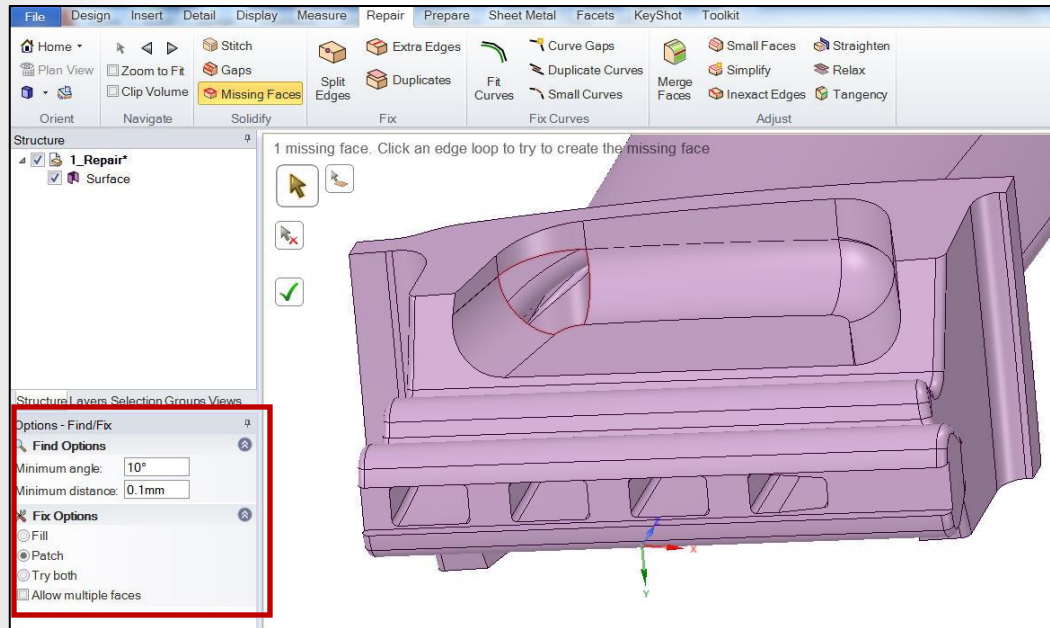 File Design Insert Detail Display Measure Repair Prepare Sheet Metal Facets KeyShot Toolkit
Home
Plan View
Orient
Zoom to Fit
Clip Volume
Navigate
Stitch
Gaps
Missing Faces
Solidify
Split Edges
Extra Edges
Duplicates
Fix
Fit Curves
Curve Gaps
Duplicate Curves
Small Curves
Fix Curves
Merge Faces
Small Faces
Simplify
Inexact Edges
Straighten
Relax
Tangency
Adjust
Structure
1_Repair*
Surface
1 missing face. Click an edge loop to try to create the missing face
Structure Layers Selection Groups Views
Options - Find/Fix
Find Options
Minimum angle: 10°
Minimum distance: 0.1mm
Fix Options
Fill
Patch
Try both
Allow multiple faces
Z
X
Y